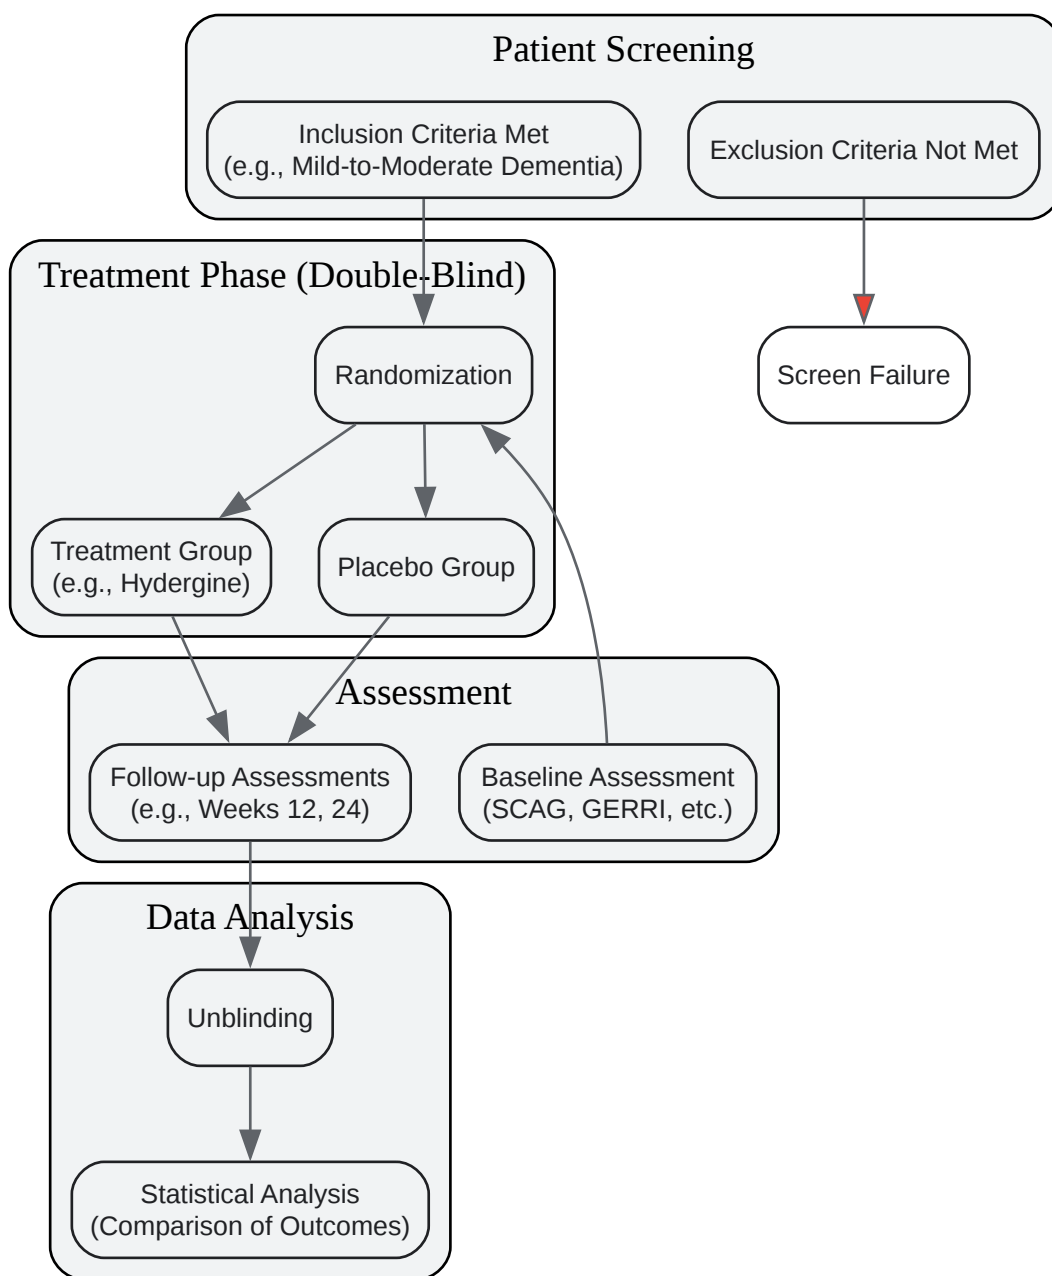 Patient Screening
Inclusion Criteria Met
(e.g., Mild-to-Moderate Dementia)
Exclusion Criteria Not Met
Treatment Phase (Double-Blind)
Randomization
Screen Failure
Treatment Group
(e.g., Hydergine)
Placebo Group
Assessment
Follow-up Assessments
(e.g., Weeks 12, 24)
Baseline Assessment
(SCAG, GERRI, etc.)
Data Analysis
Unblinding
Statistical Analysis
(Comparison of Outcomes)